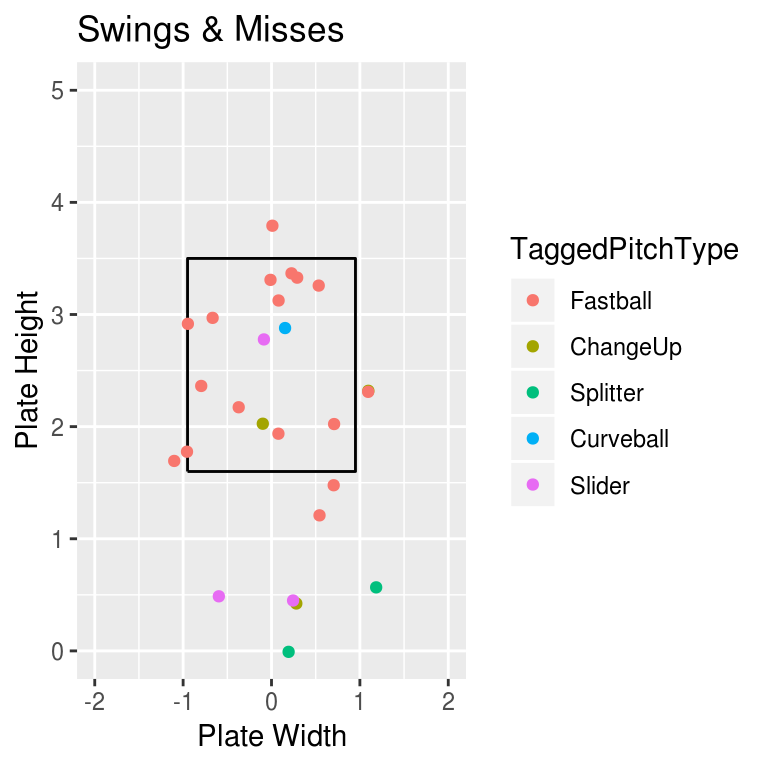 Swings & Misses
5
4
3
2
1
0
-2 -1 0 1 2
Plate Width
Plate Height
TaggedPitchType
Fastball
ChangeUp
Splitter
Curveball
Slider